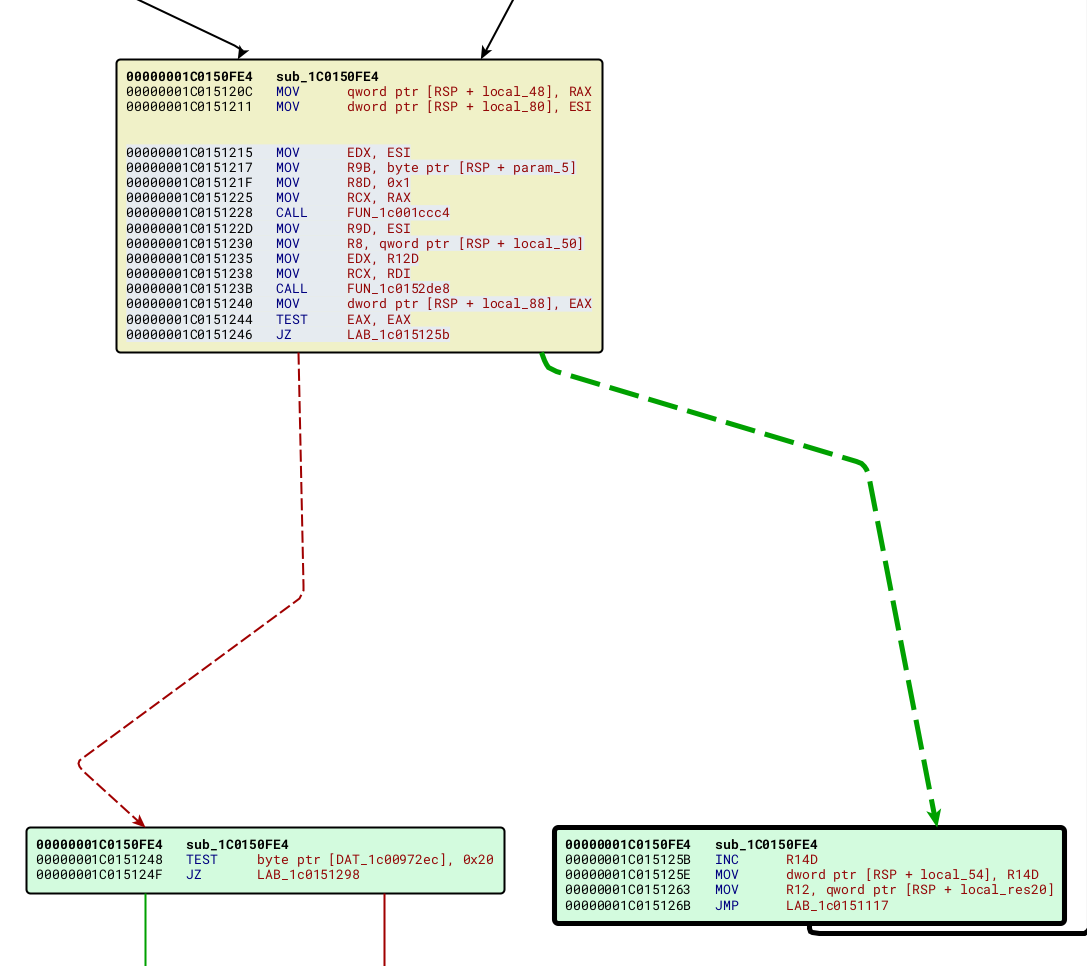 00000001C0150FE4 sub_1C0150FE4
00000001C015120C MOV qword ptr [RSP + local_48], RAX
00000001C0151211 MOV dword ptr [RSP + local_80], ESI
00000001C0151215 MOV EDX, ESI
00000001C0151217 MOV R9B, byte ptr [RSP + param_5]
00000001C015121F MOV R8D, 0x1
00000001C0151225 MOV RCX, RAX
00000001C0151228 CALL FUN_1c001ccc4
00000001C015122D MOV R9D, ESI
00000001C0151230 MOV R8, qword ptr [RSP + local_50]
00000001C0151235 MOV EDX, R12D
00000001C0151238 MOV RCX, RDI
00000001C015123B CALL FUN_1c0152de8
00000001C0151240 MOV dword ptr [RSP + local_88], EAX
00000001C0151244 TEST EAX, EAX
00000001C0151246 JZ LAB_1c015125b
00000001C0150FE4 sub_1C0150FE4
00000001C0151248 TEST byte ptr [DAT_1c00972ec], 0x20
00000001C015124F JZ LAB_1c0151298
00000001C0150FE4 sub_1C0150FE4
00000001C015125B INC R14D
00000001C015125E MOV dword ptr [RSP + local_54], R14D
00000001C0151263 MOV R12, qword ptr [RSP + local_res20]
00000001C015126B JMP LAB_1c0151117